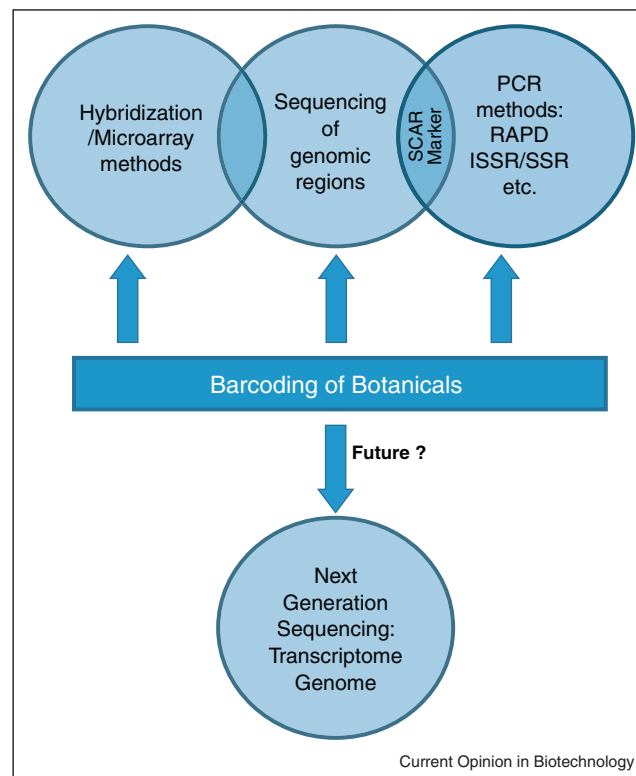 Hybridization
/Microarray
methods
Sequencing
of
genomic
regions
SCAR
Marker
PCR
methods:
RAPD
ISSR/SSR
etc.
Barcoding of Botanicals
Future ?
Next
Generation
Sequencing:
Transcriptome
Genome
Current Opinion in Biotechnology